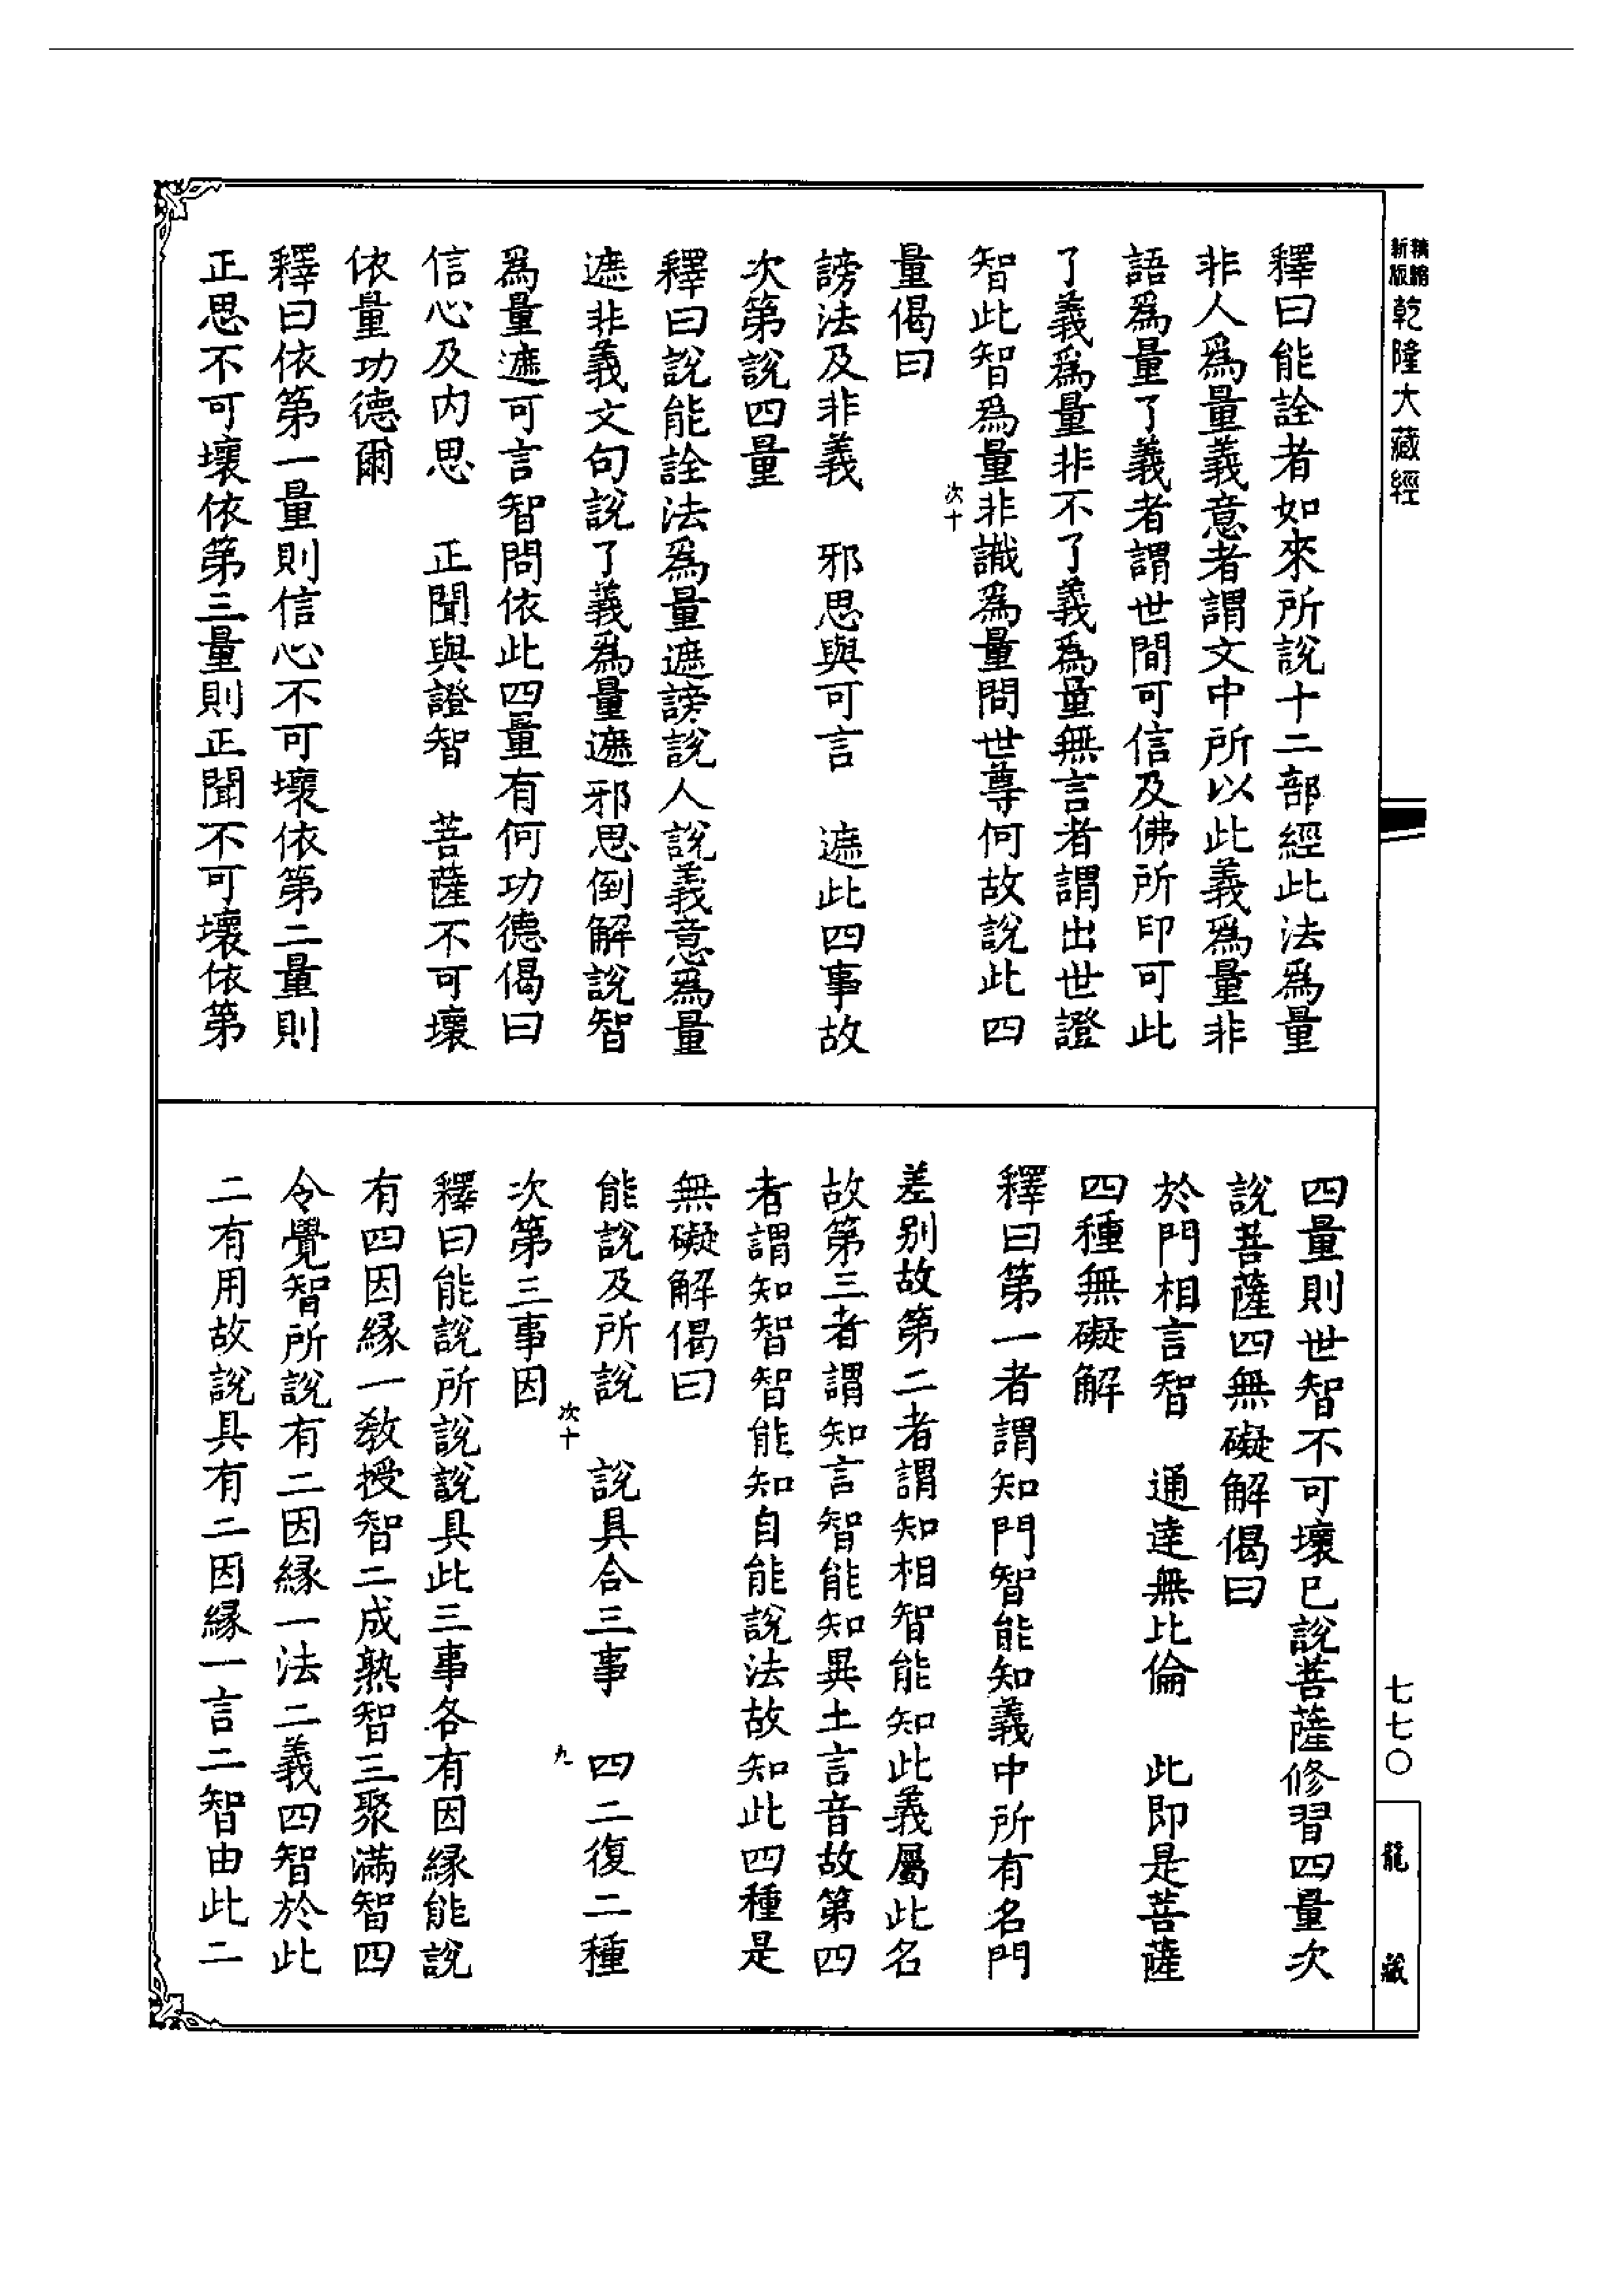 精縮新版乾隆大藏經
釋曰能詮者如來所說十二部經此法爲量
非人爲量義意者謂文中所以此義爲量非
語爲量了義者謂世間可信及佛所印可此
了義爲量非不了義爲量無言者謂出世證
智此智爲量非識爲量問世尊何故說此四
次十
量偈曰
謗法及非義　邪思與可言　遮此四事故
次第說四量
釋曰說能詮法爲量遮謗說人說義意爲量
遮非義文句說了義爲量遮邪思倒解說智
爲量遮可言智問依此四量有何功德偈曰
信心及内思　正聞與證智　菩薩不可壞
依量功德爾
釋曰依第一量則信心不可壞依第二量則
正思不可壞依第三量則正聞不可壞依第
七七〇
龍藏
四量則世智不可壞已說菩薩修習四量次
說菩薩四無礙解偈曰
於門相言智　通達無比倫　此即是菩薩
四種無礙解
釋曰第一者謂知門智能知義中所有名門
差别故第二者謂知相智能知此義屬此名
故第三者謂知言智能知異土言音故第四
者謂知知智智能知自能說法故知此四種是
無礙解偈曰
能說及所說　說具合三事　四二復二種
次十　九
次第三事因
釋曰能說所說說具此三事各有因緣能說
有四因緣一教授智二成熟智三聚滿智四
令覺智所說有二因緣一法二義四智於此
二有用故說具有二因緣一言二智由此二